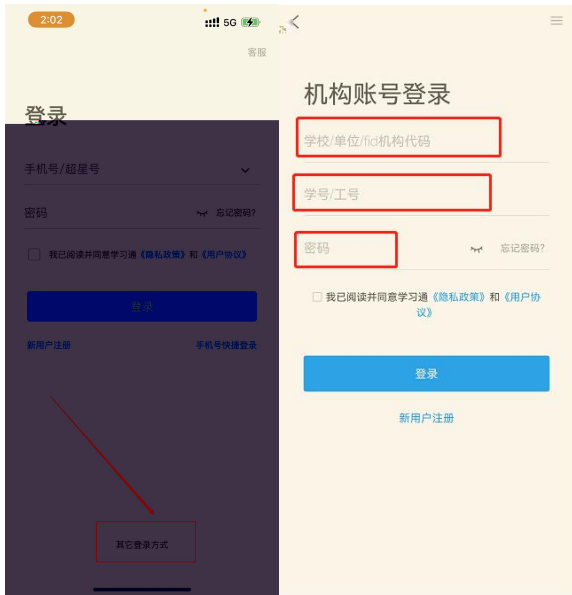 2:02
5G
客服
登录
手机号/超星号
密码
忘记密码?
我已阅读并同意学习通《隐私政策》和《用户协议》
登录
新用户注册
手机号快捷登录
其它登录方式
机构账号登录
学校/单位/fid机构代码
学号/工号
密码
忘记密码?
我已阅读并同意学习通《隐私政策》和《用户协
议》
登录
新用户注册